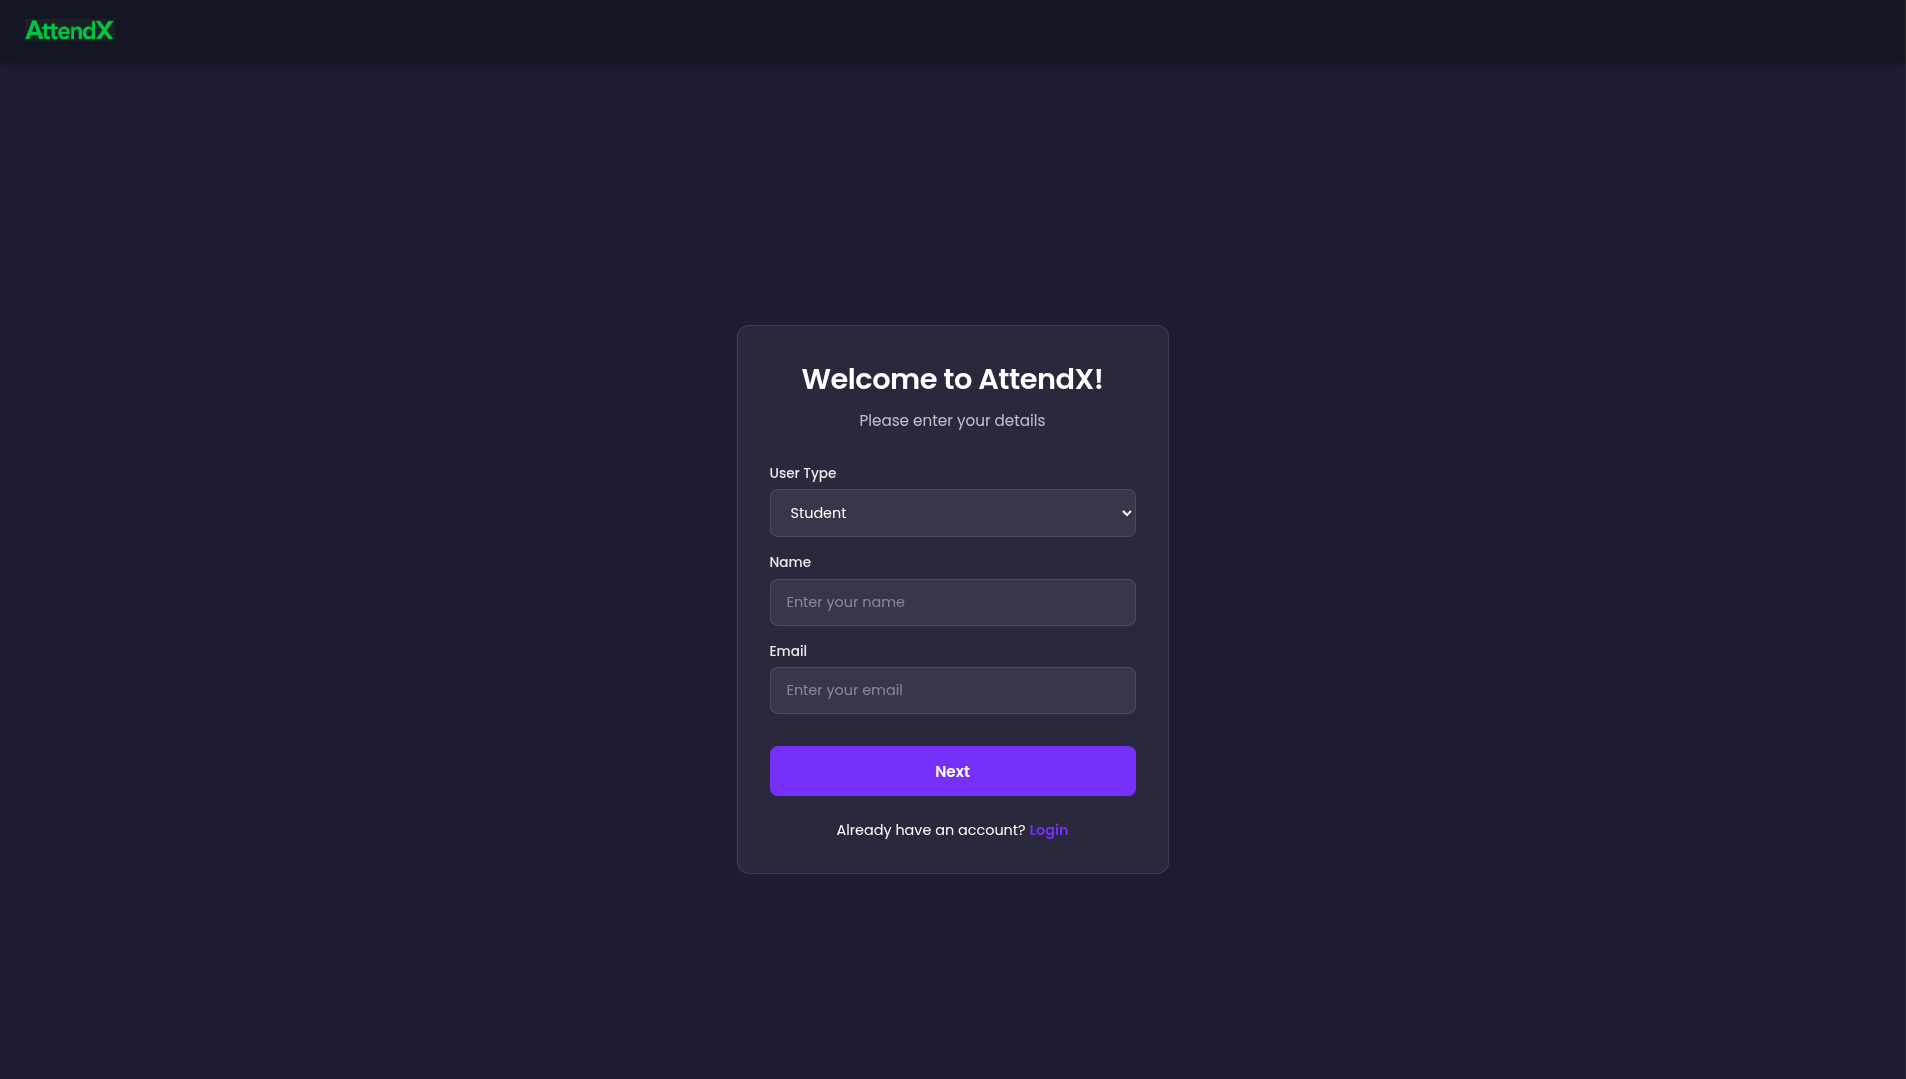 AttendX
Welcome to AttendX!
Please enter your details
User Type
Student
Name
Enter your name
Email
Enter your email
Next
Already have an account? Login